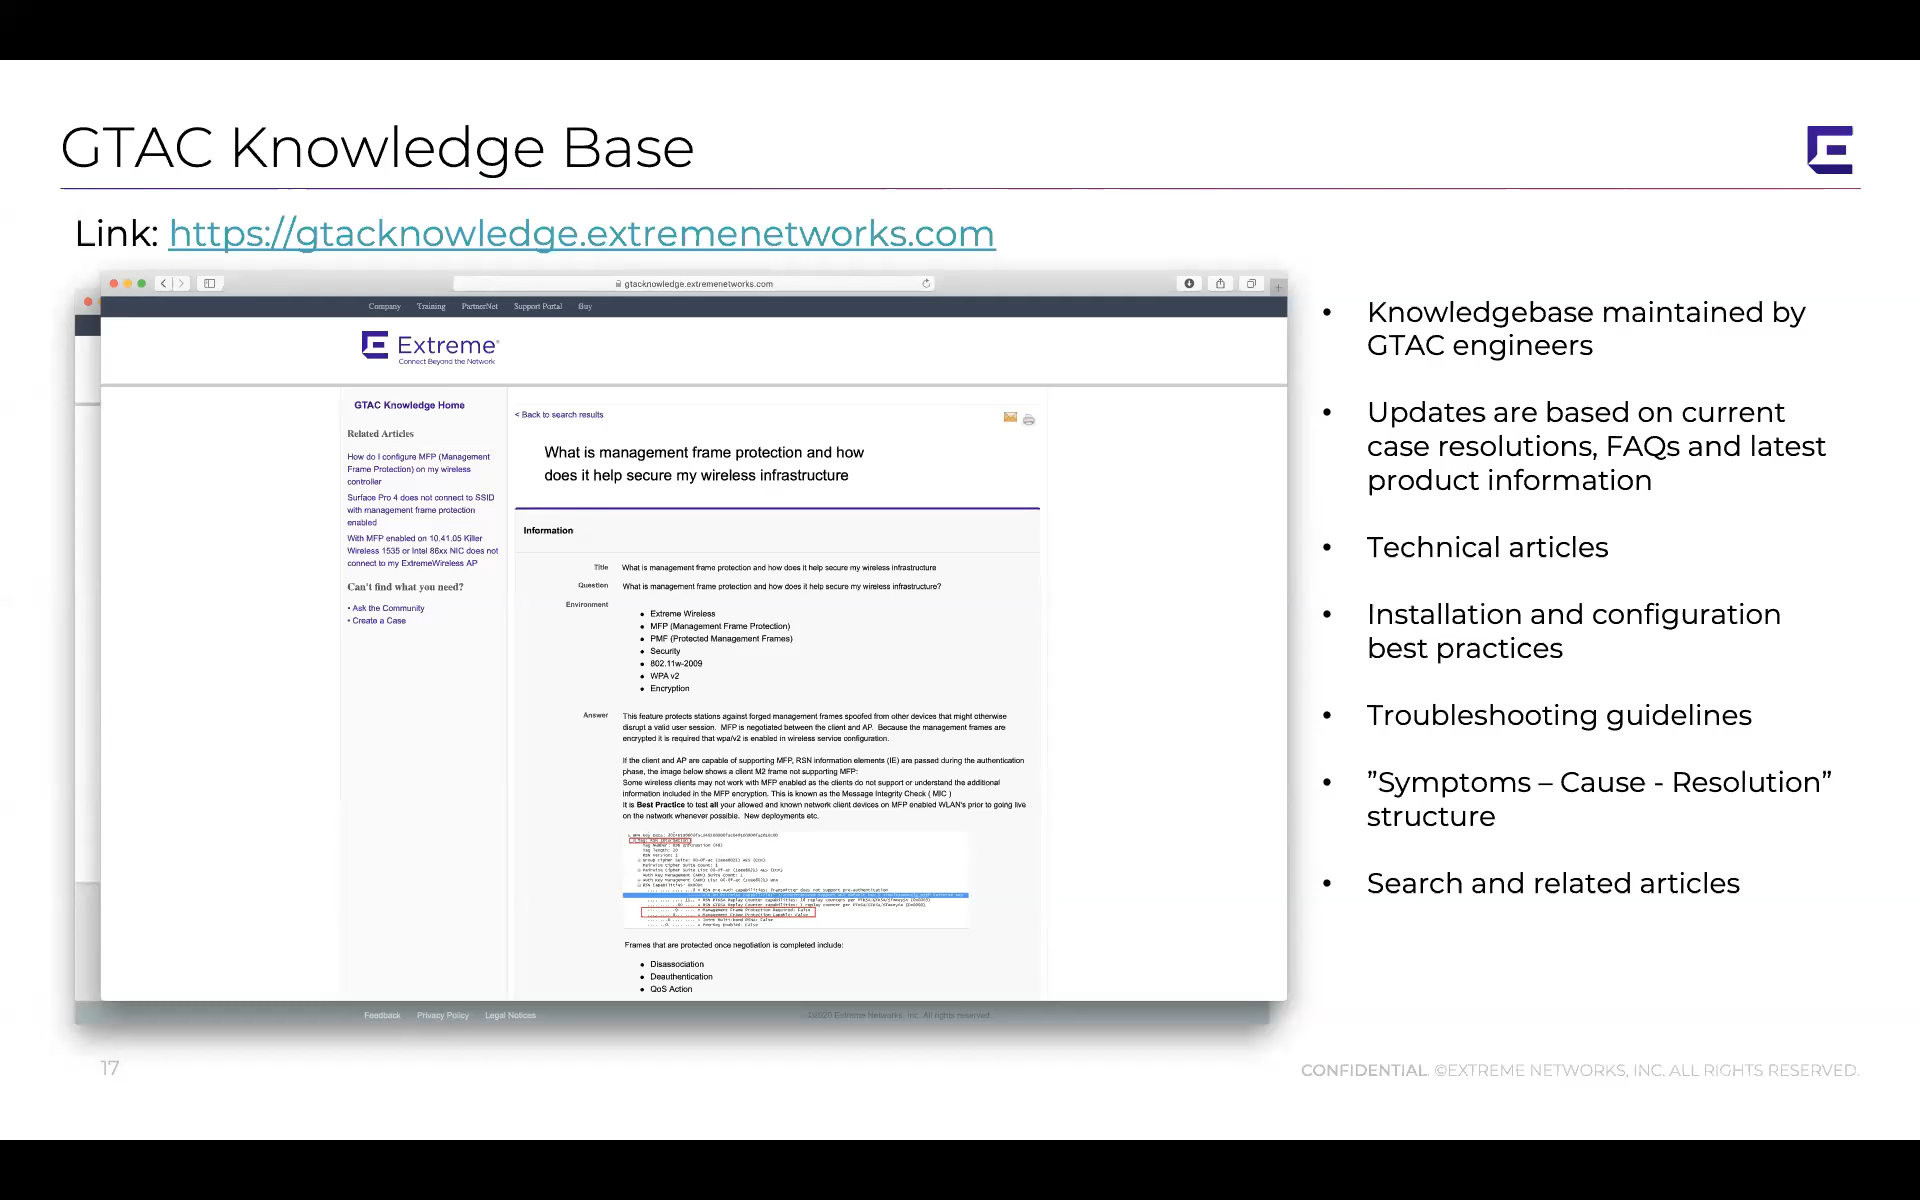 GTAC Knowledge Base
Link: https://gtacknowledge.extremenetworks.com
gtacknowledge.extremenetworks.com
Company Training PartnerNet Support Portal Buy
Extreme
Connect Beyond the Network
GTAC Knowledge Home
Related Articles
How do I configure MFP (Management
Frame Protection) on my wireless
controller
Surface Pro 4 does not connect to SSID
with management frame protection
enabled
With MFP enabled on 10.41.05 Killer
Wireless 1535 or Intel 86xx NIC does not
connect to my ExtremeWireless AP
Can't find what you need?
• Ask the Community
• Create a Case
< Back to search results
What is management frame protection and how
does it help secure my wireless infrastructure
Information
Title What is management frame protection and how does it help secure my wireless infrastructure
Question What is management frame protection and how does it help secure my wireless infrastructure?
Environment
• Extreme Wireless
• MFP (Management Frame Protection)
• PMF (Protected Management Frames)
• Security
• 802.11w-2009
• WPA v2
• Encryption
Answer This feature protects stations against forged management frames spoofed from other devices that might otherwise
disrupt a valid user session. MFP is negotiated between the client and AP. Because the management frames are
encrypted it is required that wpa/v2 is enabled in wireless service configuration.
If the client and AP are capable of supporting MFP, RSN information elements (IE) are passed during the authentication
phase, the image below shows a client M2 frame not supporting MFP:
Some wireless clients may not work with MFP enabled as the clients do not support or understand the additional
information included in the MFP encryption. This is known as the Message Integrity Check ( MIC )
It is Best Practice to test all your allowed and known network client devices on MFP enabled WLAN's prior to going live
on the network whenever possible. New deployments etc.
Frames that are protected once negotiation is completed include:
• Disassociation
• Deauthentication
• QoS Action
Feedback Privacy Policy Legal Notices ©2020 Extreme Networks, Inc. All rights reserved.
• Knowledgebase maintained by
GTAC engineers
• Updates are based on current
case resolutions, FAQs and latest
product information
• Technical articles
• Installation and configuration
best practices
• Troubleshooting guidelines
• ”Symptoms – Cause - Resolution”
structure
• Search and related articles
17
CONFIDENTIAL. ©EXTREME NETWORKS, INC. ALL RIGHTS RESERVED.